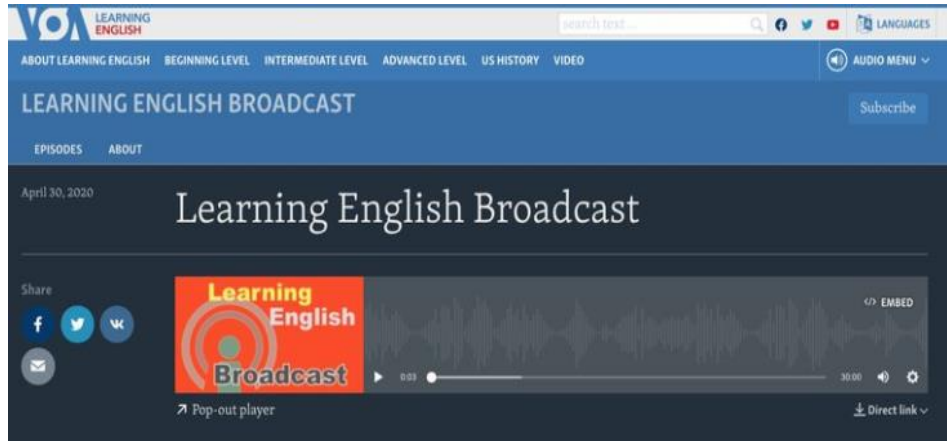 VOA LEARNING ENGLISH
search text...
LANGUAGES
ABOUT LEARNING ENGLISH BEGINNING LEVEL INTERMEDIATE LEVEL ADVANCED LEVEL US HISTORY VIDEO AUDIO MENU
LEARNING ENGLISH BROADCAST
Subscribe
EPISODES ABOUT
April 30, 2020
Learning English Broadcast
Share
Learning
English
Broadcast
</> EMBED
0:03 30:00
Pop-out player
Direct link